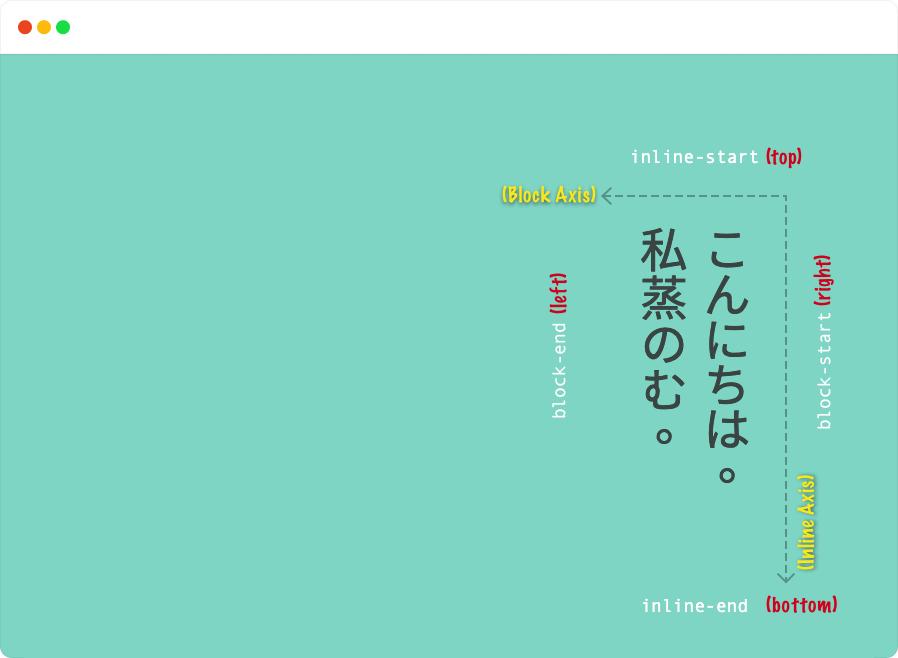 inline-start (top)
(Block Axis)
こんにちは。
私蒸のむ。
block-start (right)
block-end (left)
(Inline Axis)
inline-end (bottom)